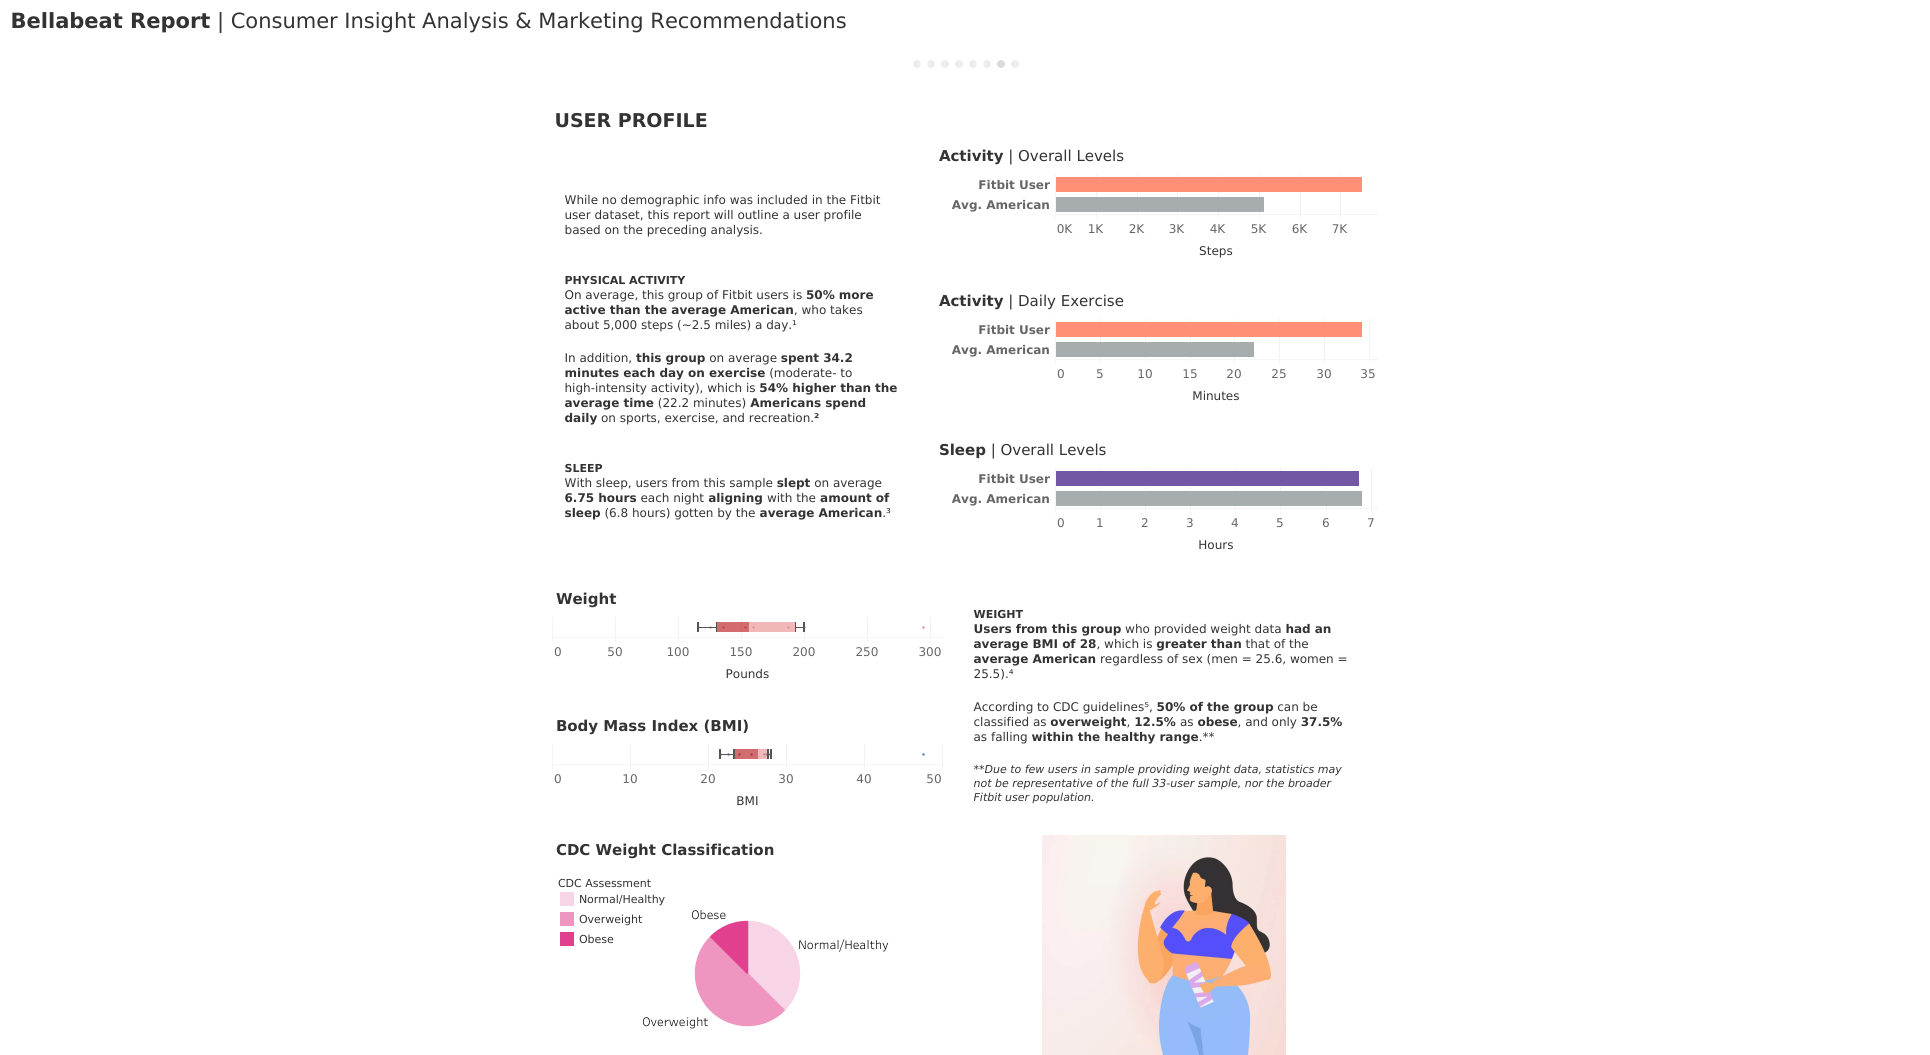 Bellabeat Report | Consumer Insight Analysis & Marketing Recommendations
USER PROFILE
While no demographic info was included in the Fitbit
user dataset, this report will outline a user profile
based on the preceding analysis.
PHYSICAL ACTIVITY
On average, this group of Fitbit users is 50% more
active than the average American, who takes
about 5,000 steps (~2.5 miles) a day.¹
In addition, this group on average spent 34.2
minutes each day on exercise (moderate- to
high-intensity activity), which is 54% higher than the
average time (22.2 minutes) Americans spend
daily on sports, exercise, and recreation.²
SLEEP
With sleep, users from this sample slept on average
6.75 hours each night aligning with the amount of
sleep (6.8 hours) gotten by the average American.³
Activity | Overall Levels
Fitbit User
Avg. American
0K 1K 2K 3K 4K 5K 6K 7K
Steps
Activity | Daily Exercise
Fitbit User
Avg. American
0 5 10 15 20 25 30 35
Minutes
Sleep | Overall Levels
Fitbit User
Avg. American
0 1 2 3 4 5 6 7
Hours
Weight
0 50 100 150 200 250 300
Pounds
Body Mass Index (BMI)
0 10 20 30 40 50
BMI
WEIGHT
Users from this group who provided weight data had an
average BMI of 28, which is greater than that of the
average American regardless of sex (men = 25.6, women =
25.5).⁴
According to CDC guidelines⁵, 50% of the group can be
classified as overweight, 12.5% as obese, and only 37.5%
as falling within the healthy range.**
**Due to few users in sample providing weight data, statistics may
not be representative of the full 33-user sample, nor the broader
Fitbit user population.
CDC Weight Classification
CDC Assessment
Normal/Healthy
Overweight
Obese
Obese
Normal/Healthy
Overweight